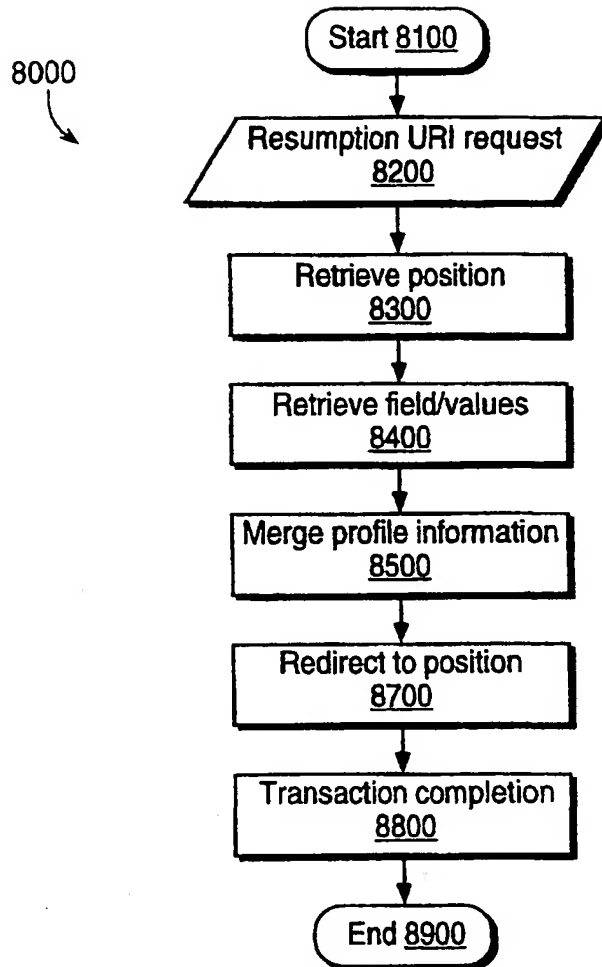 Start 8100
8000
Resumption URI request
8200
Retrieve position
8300
Retrieve field/values
8400
Merge profile information
8500
Redirect to position
8700
Transaction completion
8800
End 8900